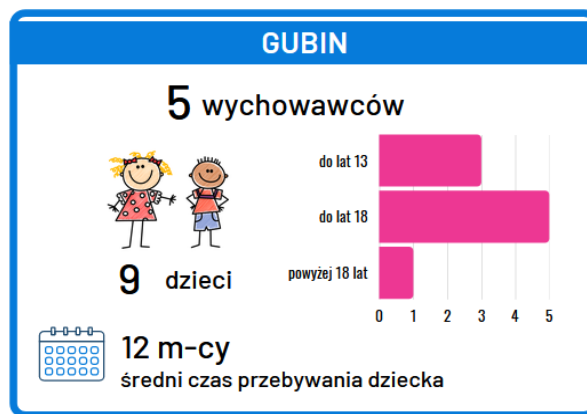 GUBIN
5 wychowawców
do lat 13
do lat 18
powyżej 18 lat
0 1 2 3 4 5
9 dzieci
12 m-cy
średni czas przebywania dziecka